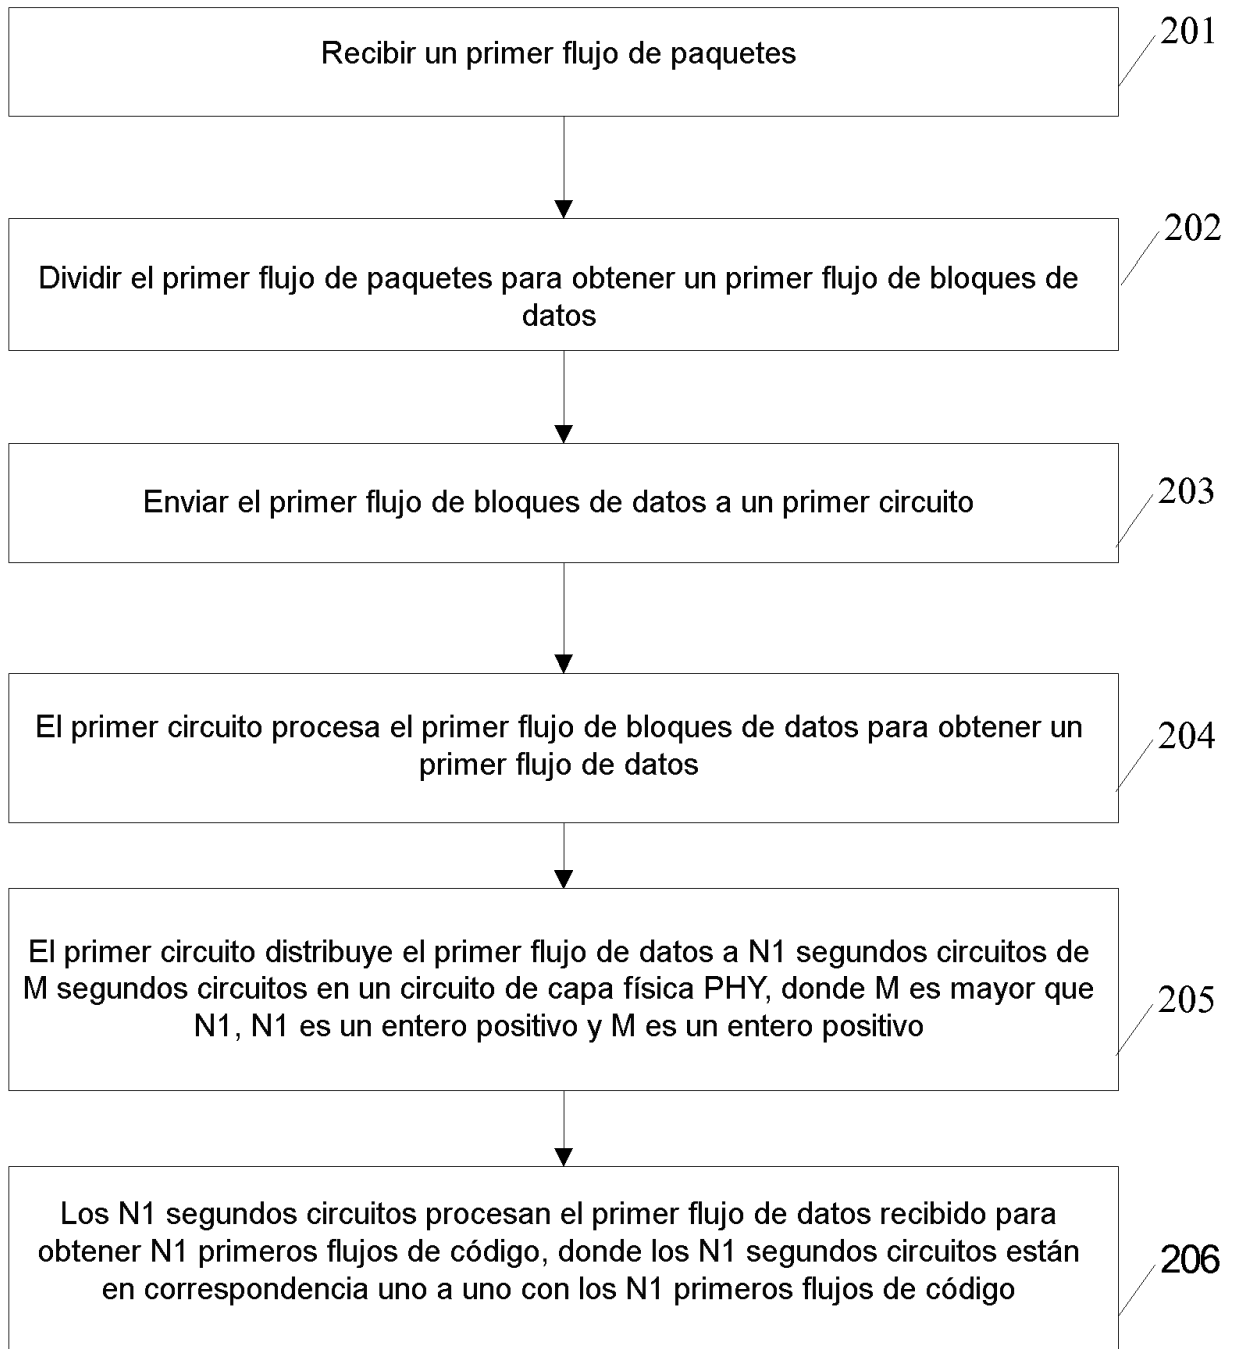 Recibir un primer flujo de paquetes
201
Dividir el primer flujo de paquetes para obtener un primer flujo de bloques de
datos
202
Enviar el primer flujo de bloques de datos a un primer circuito
203
El primer circuito procesa el primer flujo de bloques de datos para obtener un
primer flujo de datos
204
El primer circuito distribuye el primer flujo de datos a N1 segundos circuitos de
M segundos circuitos en un circuito de capa física PHY, donde M es mayor que
N1, N1 es un entero positivo y M es un entero positivo
205
Los N1 segundos circuitos procesan el primer flujo de datos recibido para
obtener N1 primeros flujos de código, donde los N1 segundos circuitos están
en correspondencia uno a uno con los N1 primeros flujos de código
206